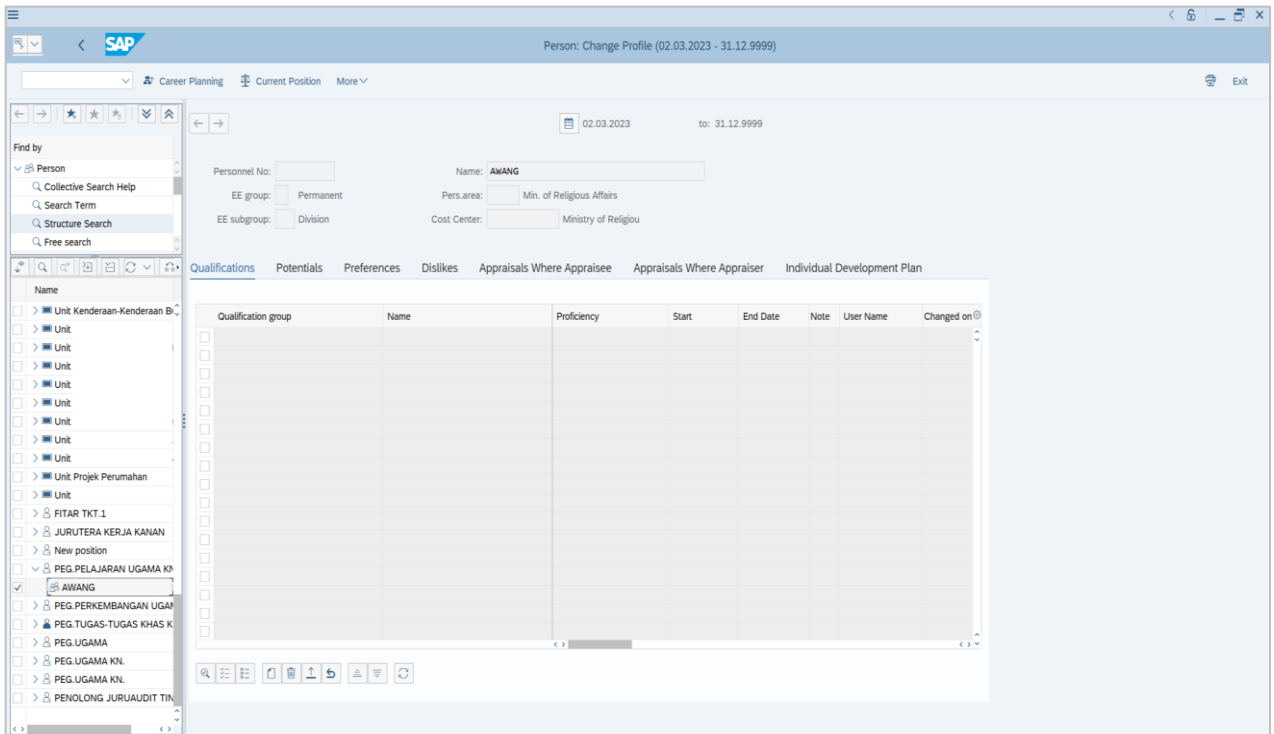 SAP
Person: Change Profile (02.03.2023 - 31.12.9999)
Career Planning Current Position More Exit
02.03.2023 to: 31.12.9999
Find by
Person
Collective Search Help
Search Term
Structure Search
Free search
Personnel No: Name: AWANG
EE group: Permanent Pers.area: Min. of Religious Affairs
EE subgroup: Division Cost Center: Ministry of Religiou
Qualifications Potentials Preferences Dislikes Appraisals Where Appraisee Appraisals Where Appraiser Individual Development Plan
Qualification group Name Proficiency Start End Date Note User Name Changed on
Name
Unit Kenderaan-Kenderaan
Unit
Unit
Unit
Unit
Unit
Unit
Unit
Unit
Unit Projek Perumahan
Unit
FITAR TKT.1
JURUTERA KERJA KANAN
New position
PEG.PELAJARAN UGAMA KN
AWANG
PEG.PERKEMBANGAN UGAM
PEG.TUGAS-TUGAS KHAS K
PEG.UGAMA
PEG.UGAMA KN.
PEG.UGAMA KN.
PENOLONG JURUAUDIT TIN